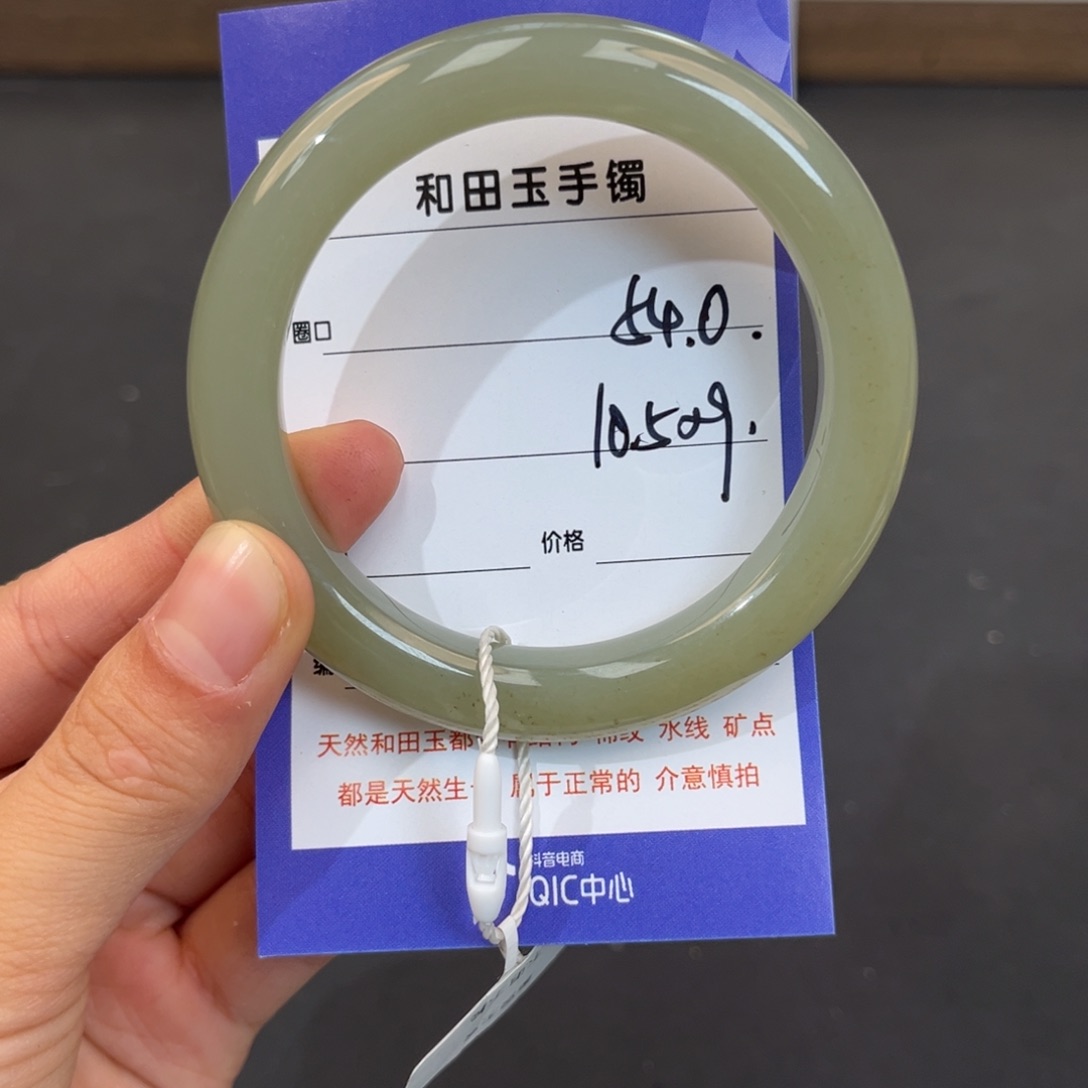 和田玉手镯
圈口 54.0.
10.50g.
价格
天然和田玉都 水线 矿点
都是天然生 属于正常的 介意慎拍
抖音电商
QIC中心